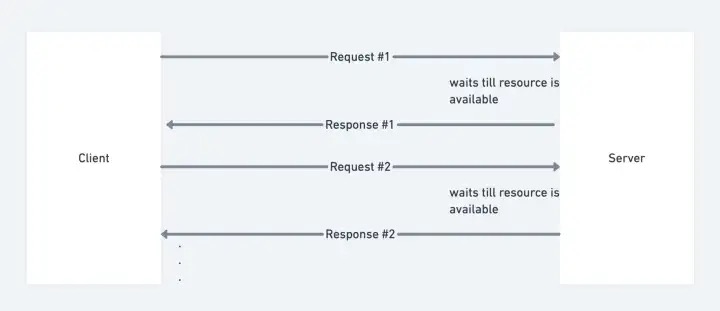 Request #1
waits till resource is
available
Response #1
Client
Request #2
Server
waits till resource is
available
Response #2
.
.
.